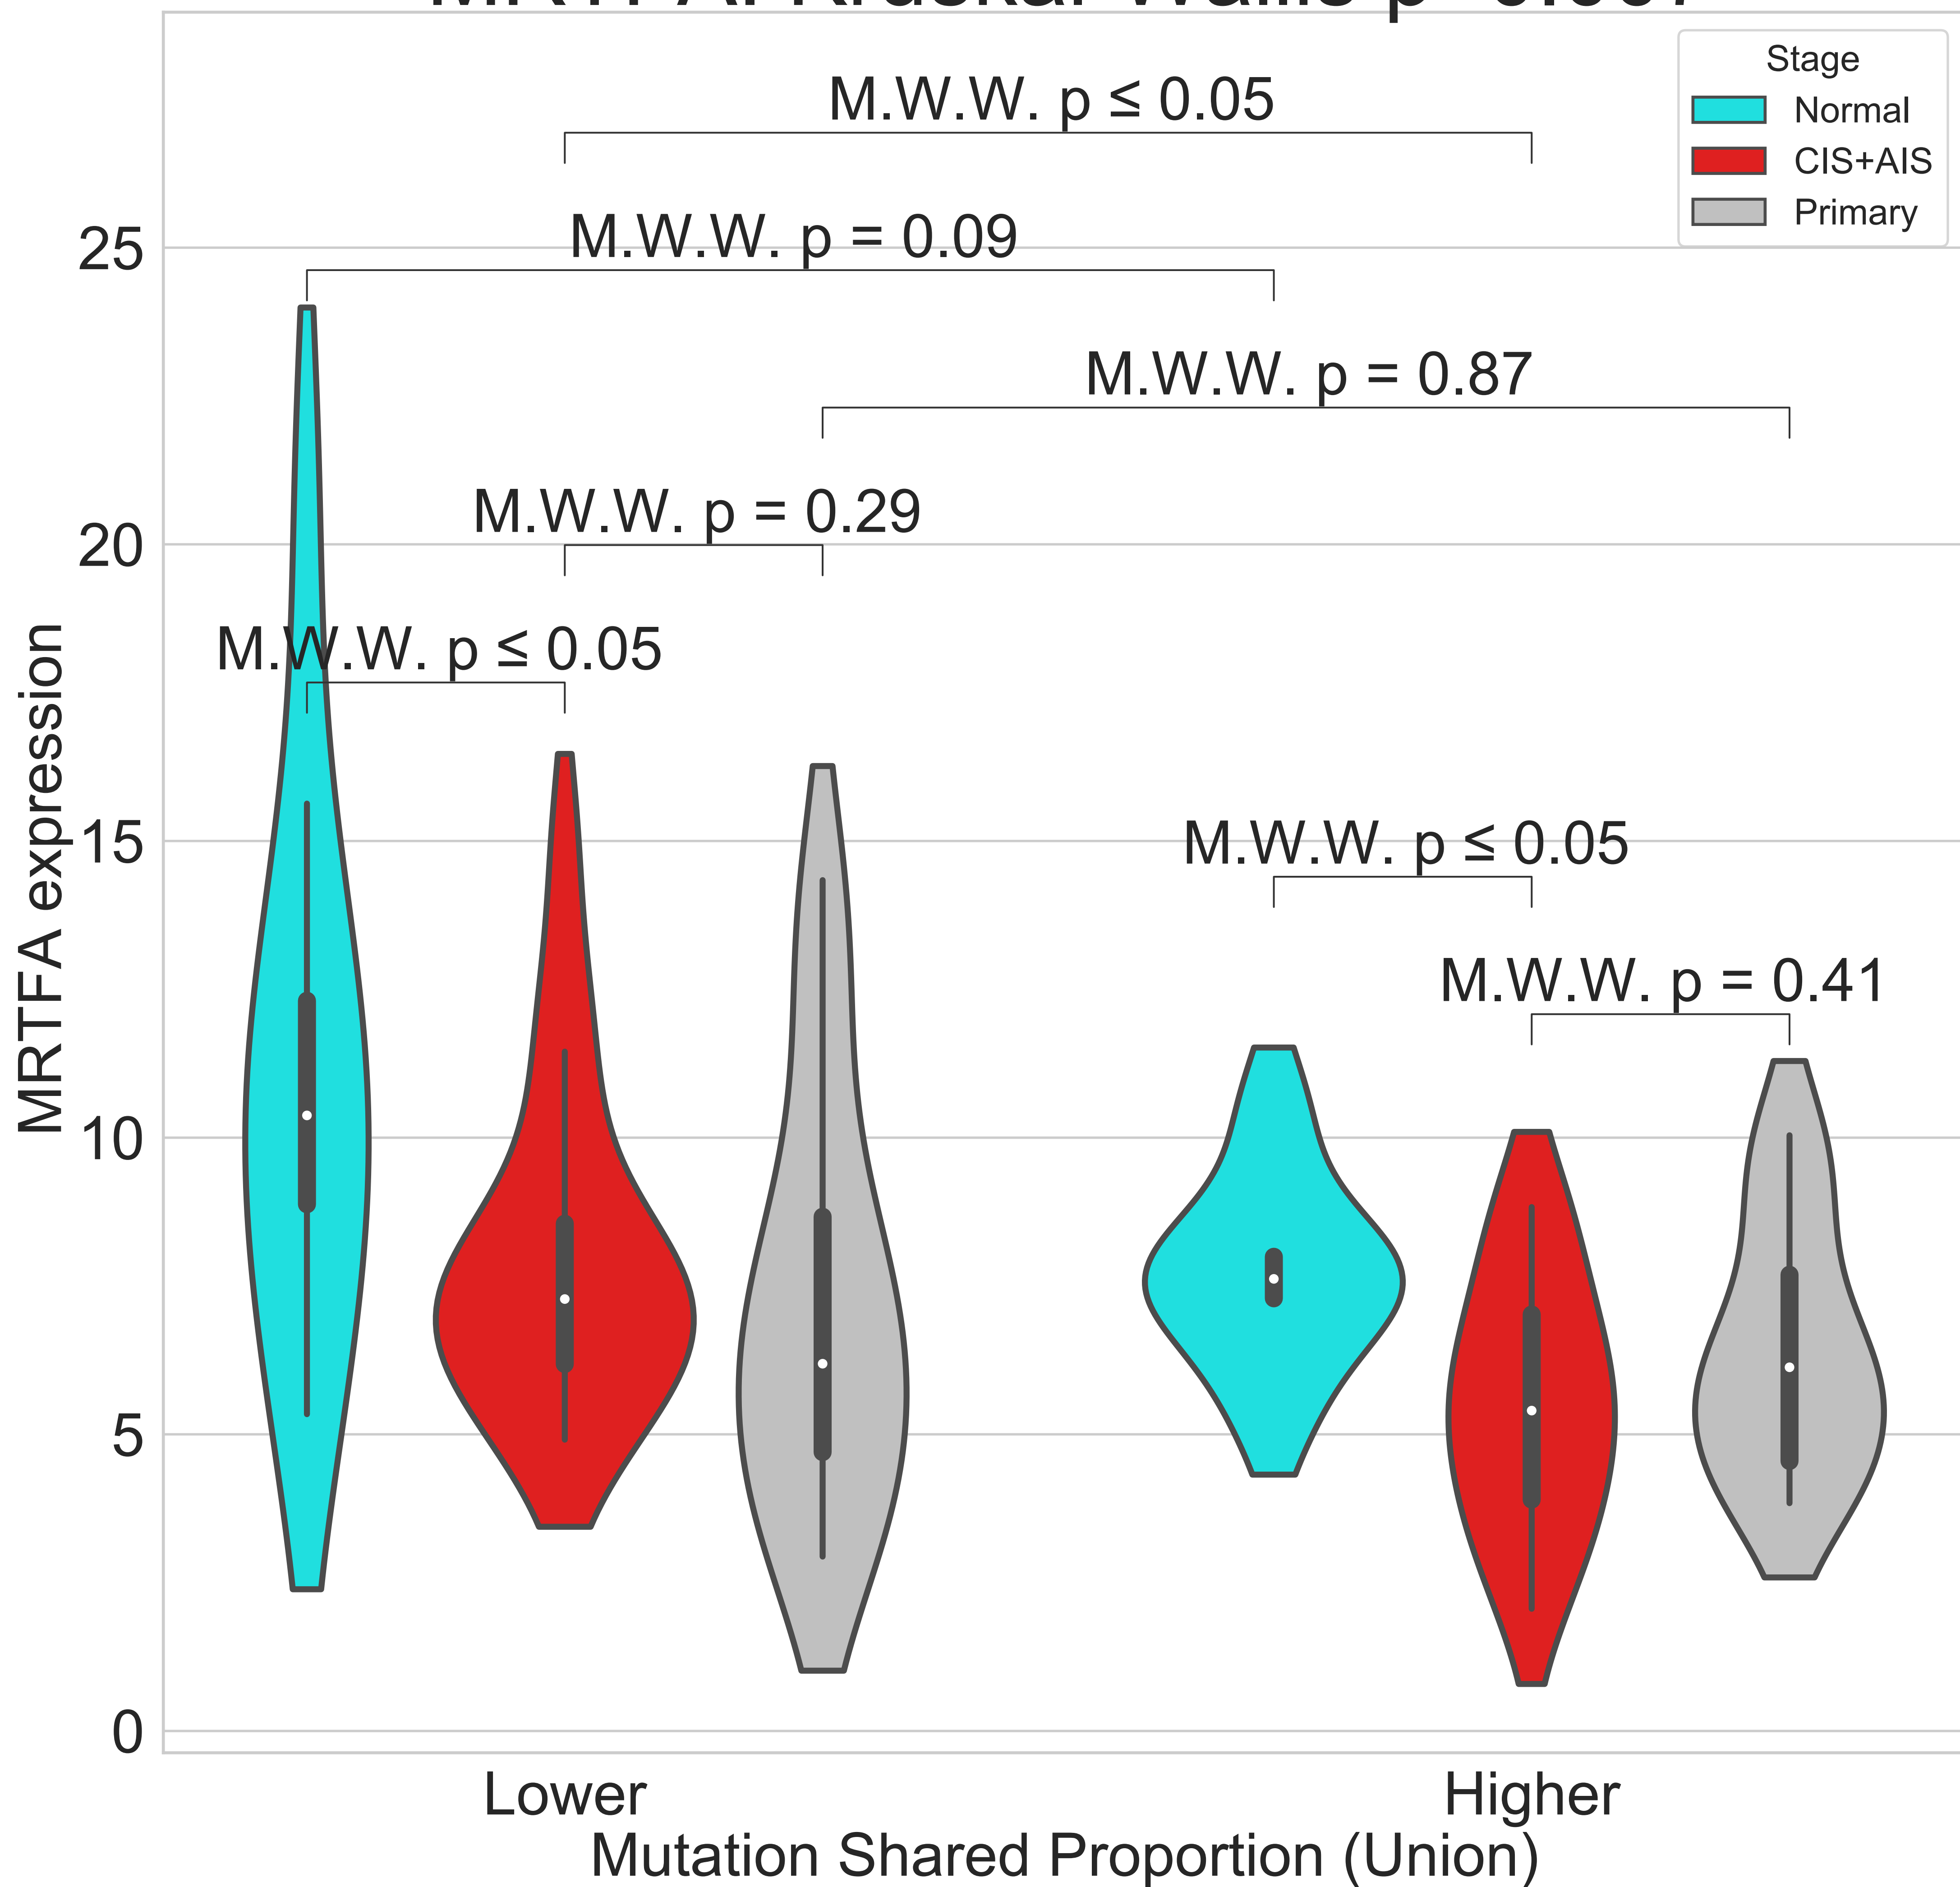 Stage
Normal
CIS+AIS
Primary
M.W.W. p ≤ 0.05
M.W.W. p = 0.09
M.W.W. p = 0.87
M.W.W. p = 0.29
M.W.W. p ≤ 0.05
M.W.W. p ≤ 0.05
M.W.W. p = 0.41
25
20
15
10
5
0
MRTFA expression
Lower
Higher
Mutation Shared Proportion (Union)